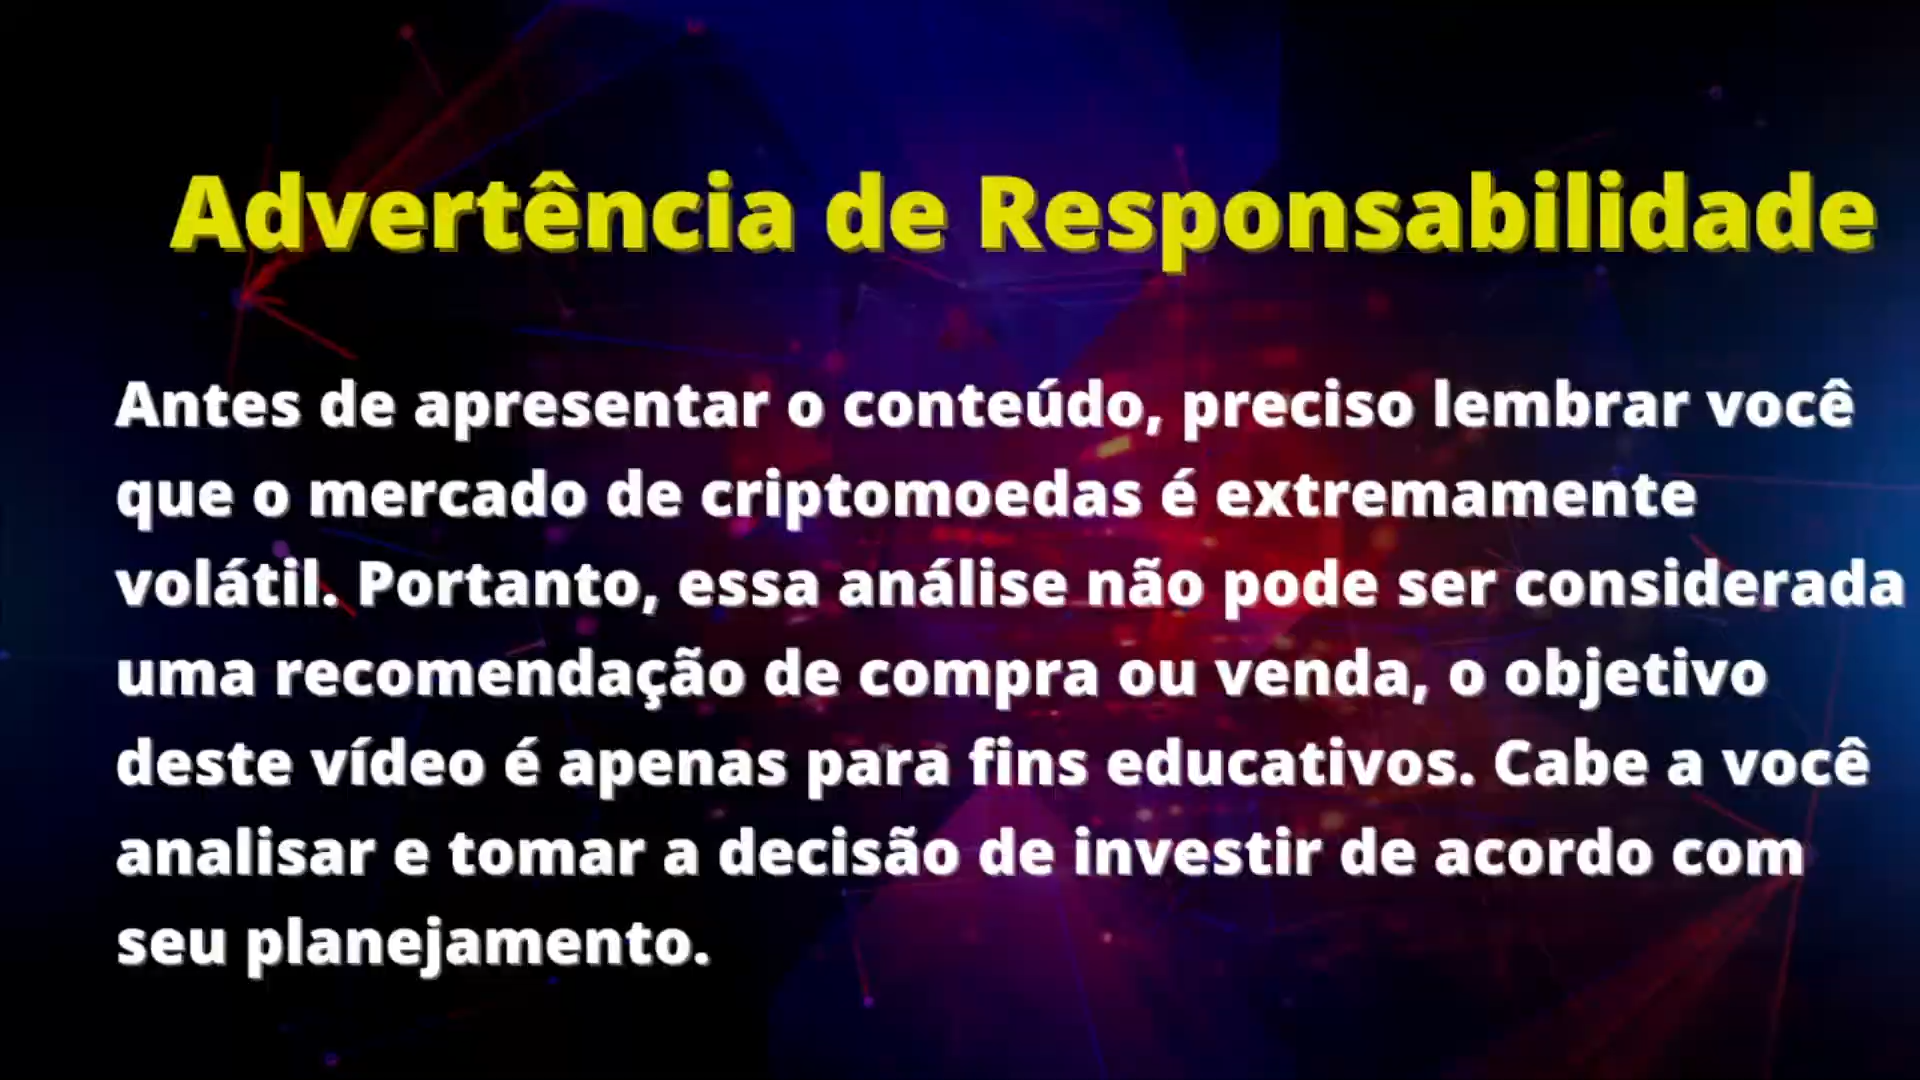 Advertência de Responsabilidade
Antes de apresentar o conteúdo, preciso lembrar você
que o mercado de criptomoedas é extremamente
volátil. Portanto, essa análise não pode ser considerada
uma recomendação de compra ou venda, o objetivo
deste vídeo é apenas para fins educativos. Cabe a você
analisar e tomar a decisão de investir de acordo com
seu planejamento.